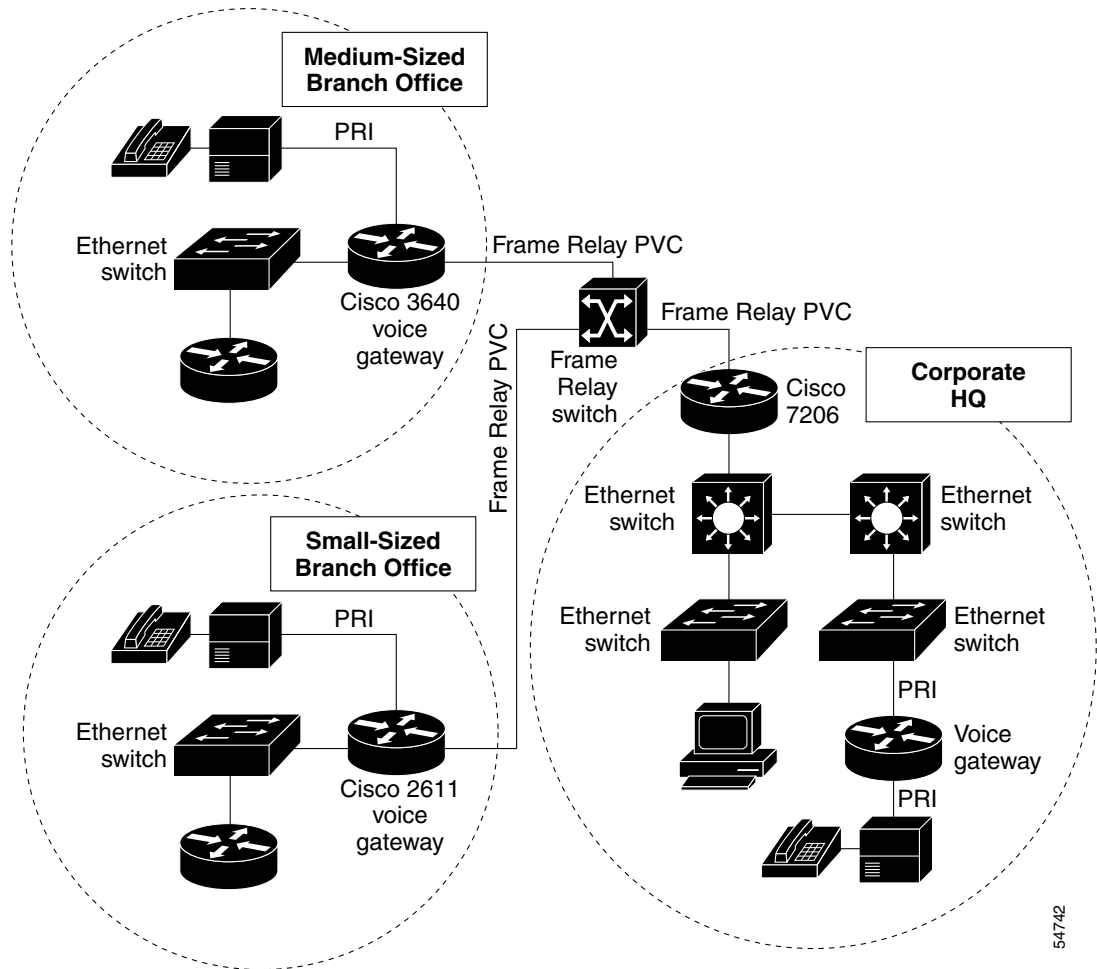 Medium-Sized
Branch Office
PRI
Ethernet
switch
Cisco 3640
voice
gateway
Frame Relay PVC
Frame Relay PVC
Frame
Relay
switch
Frame Relay PVC
Corporate
HQ
Cisco
7206
Ethernet
switch
Ethernet
switch
Ethernet
switch
Ethernet
switch
PRI
Voice
gateway
PRI
Small-Sized
Branch Office
PRI
Ethernet
switch
Cisco 2611
voice
gateway
54742